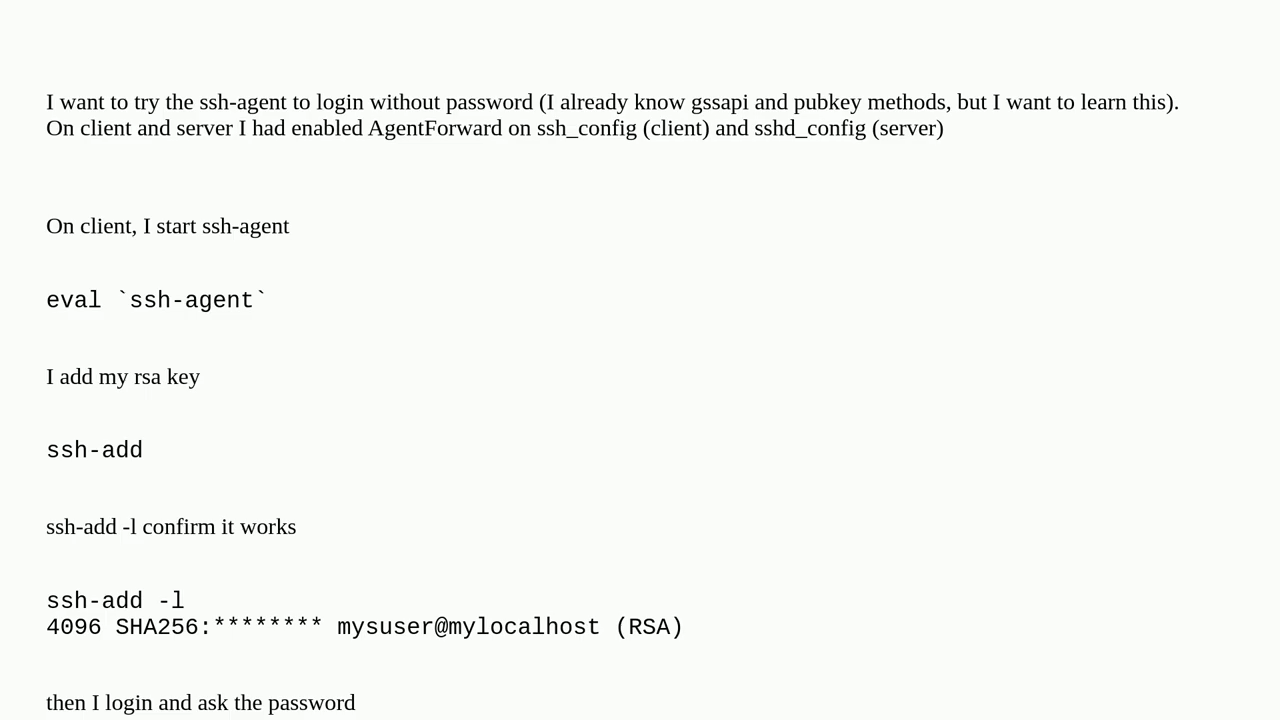 I want to try the ssh-agent to login without password (I already know gssapi and pubkey methods, but I want to learn this).
On client and server I had enabled AgentForward on ssh_config (client) and sshd_config (server)
On client, I start ssh-agent
eval `ssh-agent`
I add my rsa key
ssh-add
ssh-add -l confirm it works
ssh-add -l
4096 SHA256:******** mysuser@mylocalhost (RSA)
then I login and ask the password